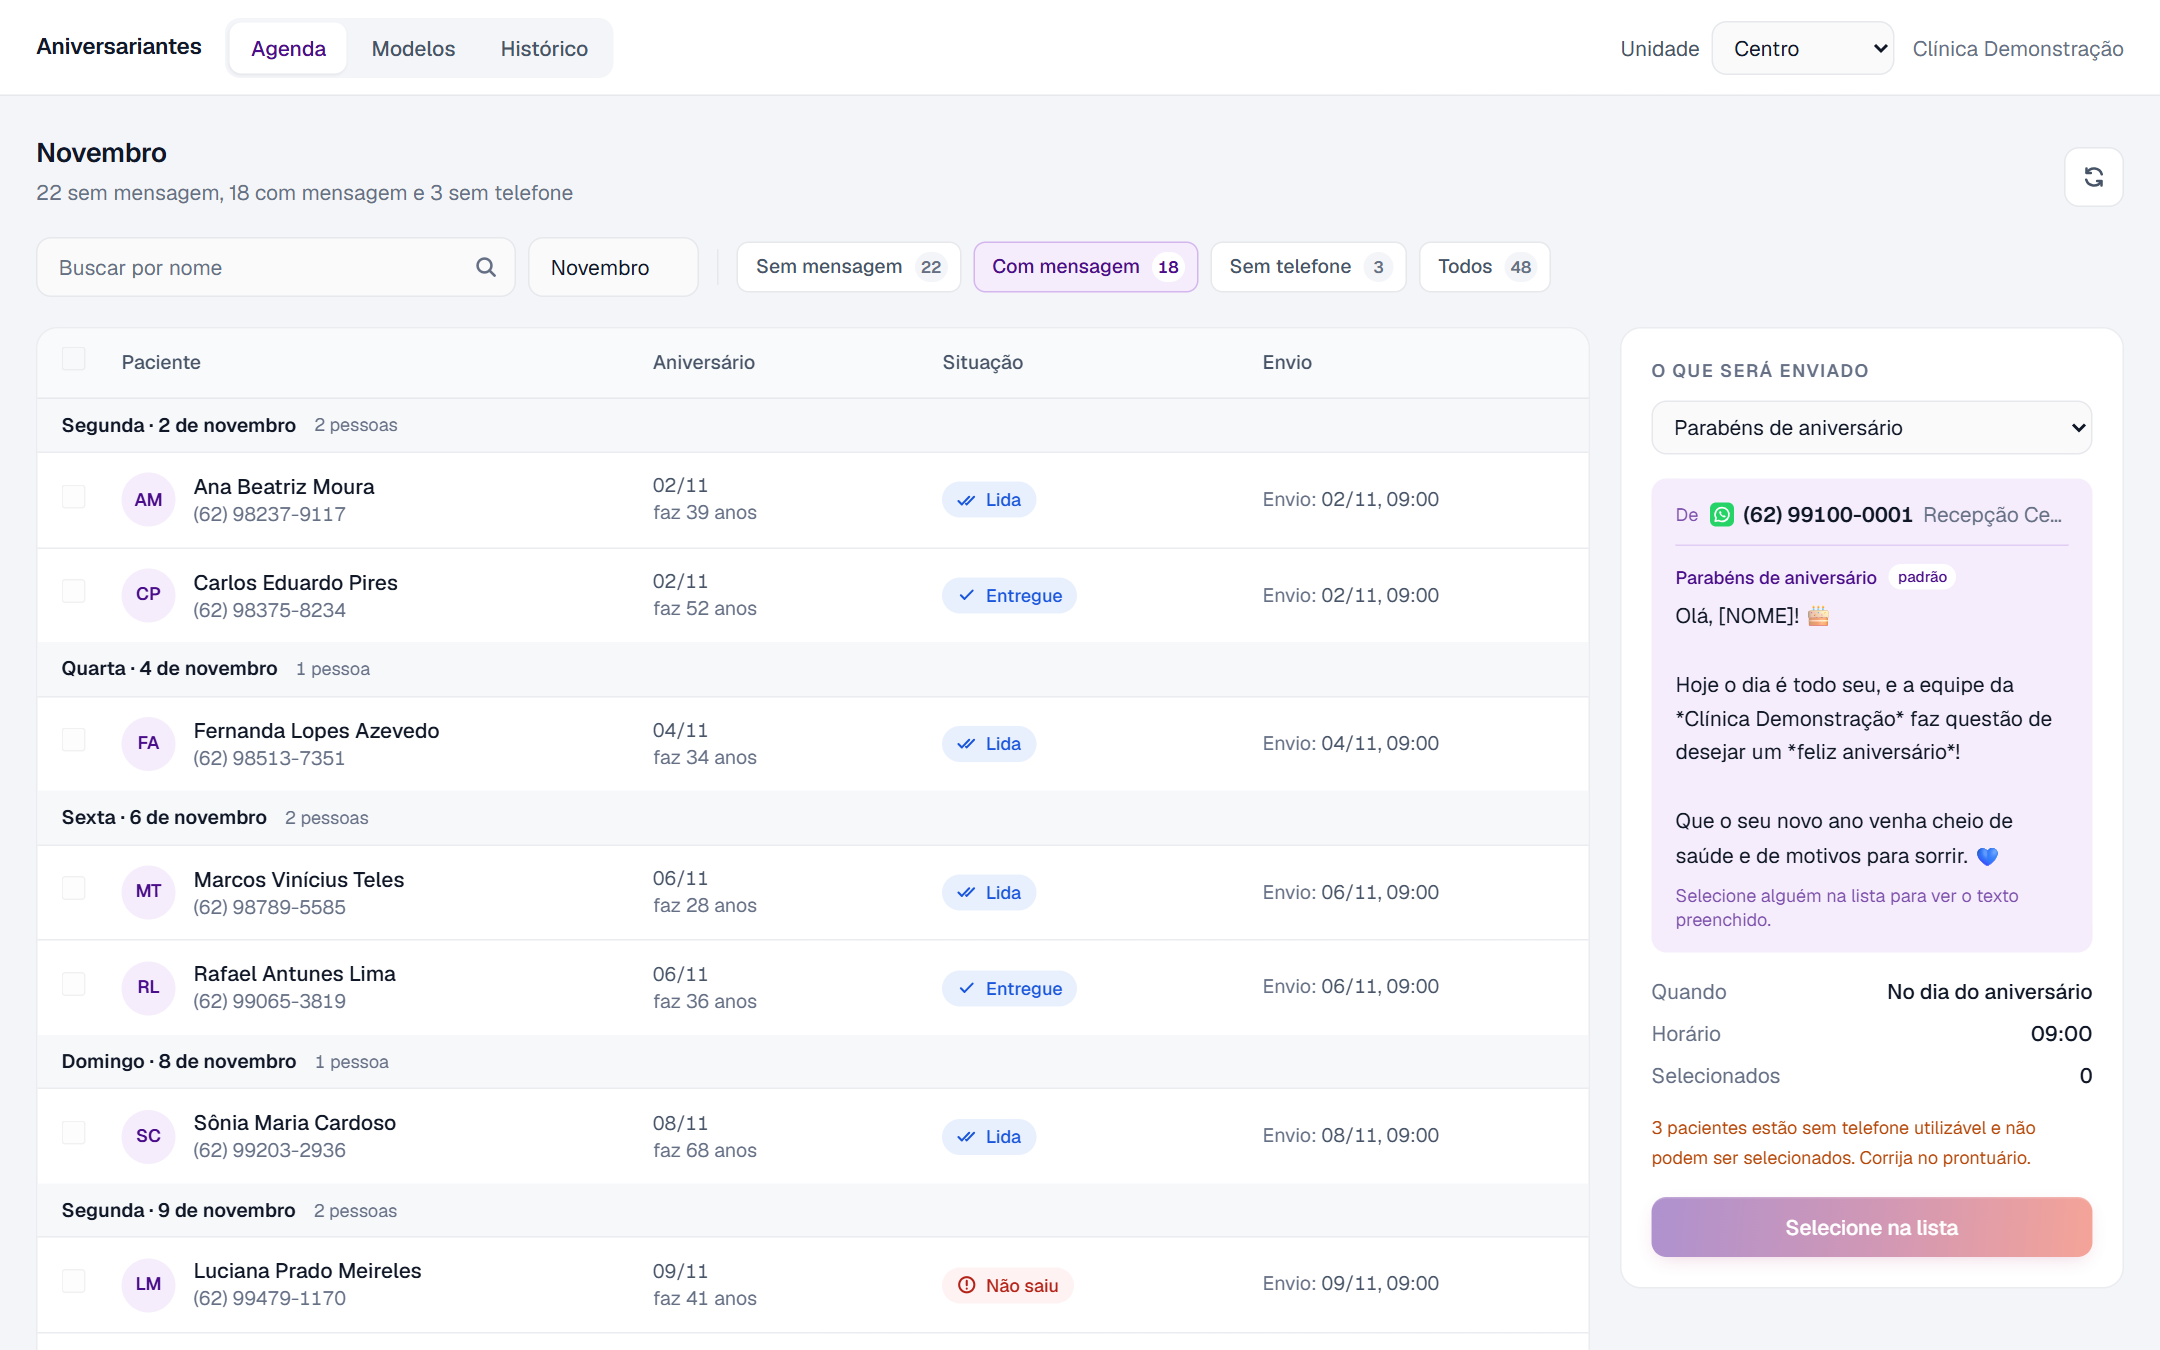 Aniversariantes
Agenda
Modelos
Histórico
Unidade
Centro
Clínica Demonstração
Novembro
22 sem mensagem, 18 com mensagem e 3 sem telefone
Buscar por nome
Novembro
Sem mensagem 22
Com mensagem 18
Sem telefone 3
Todos 48
Paciente
Aniversário
Situação
Envio
Segunda · 2 de novembro 2 pessoas
AM
Ana Beatriz Moura
(62) 98237-9117
02/11
faz 39 anos
Lida
Envio: 02/11, 09:00
CP
Carlos Eduardo Pires
(62) 98375-8234
02/11
faz 52 anos
Entregue
Envio: 02/11, 09:00
Quarta · 4 de novembro 1 pessoa
FA
Fernanda Lopes Azevedo
(62) 98513-7351
04/11
faz 34 anos
Lida
Envio: 04/11, 09:00
Sexta · 6 de novembro 2 pessoas
MT
Marcos Vinícius Teles
(62) 98789-5585
06/11
faz 28 anos
Lida
Envio: 06/11, 09:00
RL
Rafael Antunes Lima
(62) 99065-3819
06/11
faz 36 anos
Entregue
Envio: 06/11, 09:00
Domingo · 8 de novembro 1 pessoa
SC
Sônia Maria Cardoso
(62) 99203-2936
08/11
faz 68 anos
Lida
Envio: 08/11, 09:00
Segunda · 9 de novembro 2 pessoas
LM
Luciana Prado Meireles
(62) 99479-1170
09/11
faz 41 anos
Não saiu
Envio: 09/11, 09:00
O QUE SERÁ ENVIADO
Parabéns de aniversário
De (62) 99100-0001 Recepção Ce...
Parabéns de aniversário padrão
Olá, [NOME]! 🎂
Hoje o dia é todo seu, e a equipe da
*Clínica Demonstração* faz questão de
desejar um *feliz aniversário*!
Que o seu novo ano venha cheio de
saúde e de motivos para sorrir. 💙
Selecione alguém na lista para ver o texto
preenchido.
Quando No dia do aniversário
Horário 09:00
Selecionados 0
3 pacientes estão sem telefone utilizável e não
podem ser selecionados. Corrija no prontuário.
Selecione na lista